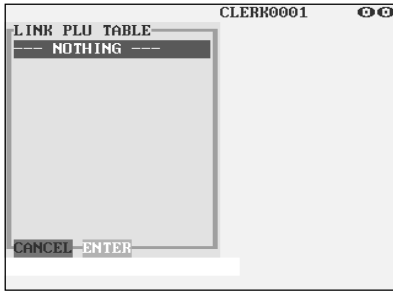 CLERK0001
LINK PLU TABLE
--- NOTHING ---
CANCEL ENTER